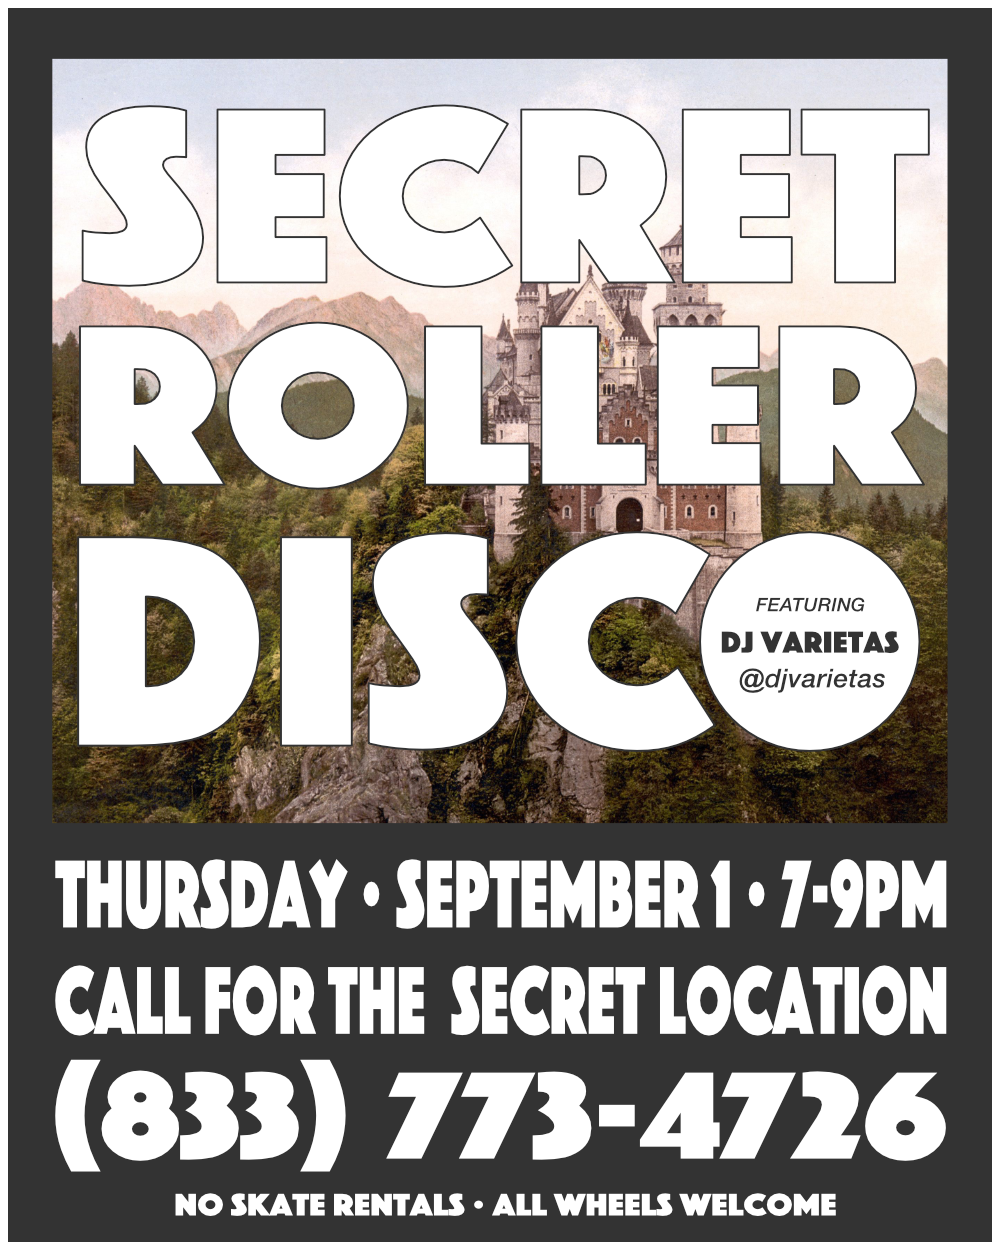 SECRET
ROLLER
DISCO
FEATURING
DJ VARIETAS
@djvarietas
THURSDAY • SEPTEMBER 1 • 7-9PM
CALL FOR THE SECRET LOCATION
(833) 773-4726
NO SKATE RENTALS • ALL WHEELS WELCOME